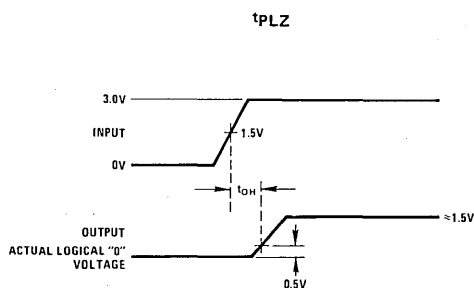 tPLZ
3.0V
INPUT
1.5V
0V
tOH
OUTPUT
≈1.5V
ACTUAL LOGICAL "0"
VOLTAGE
0.5V